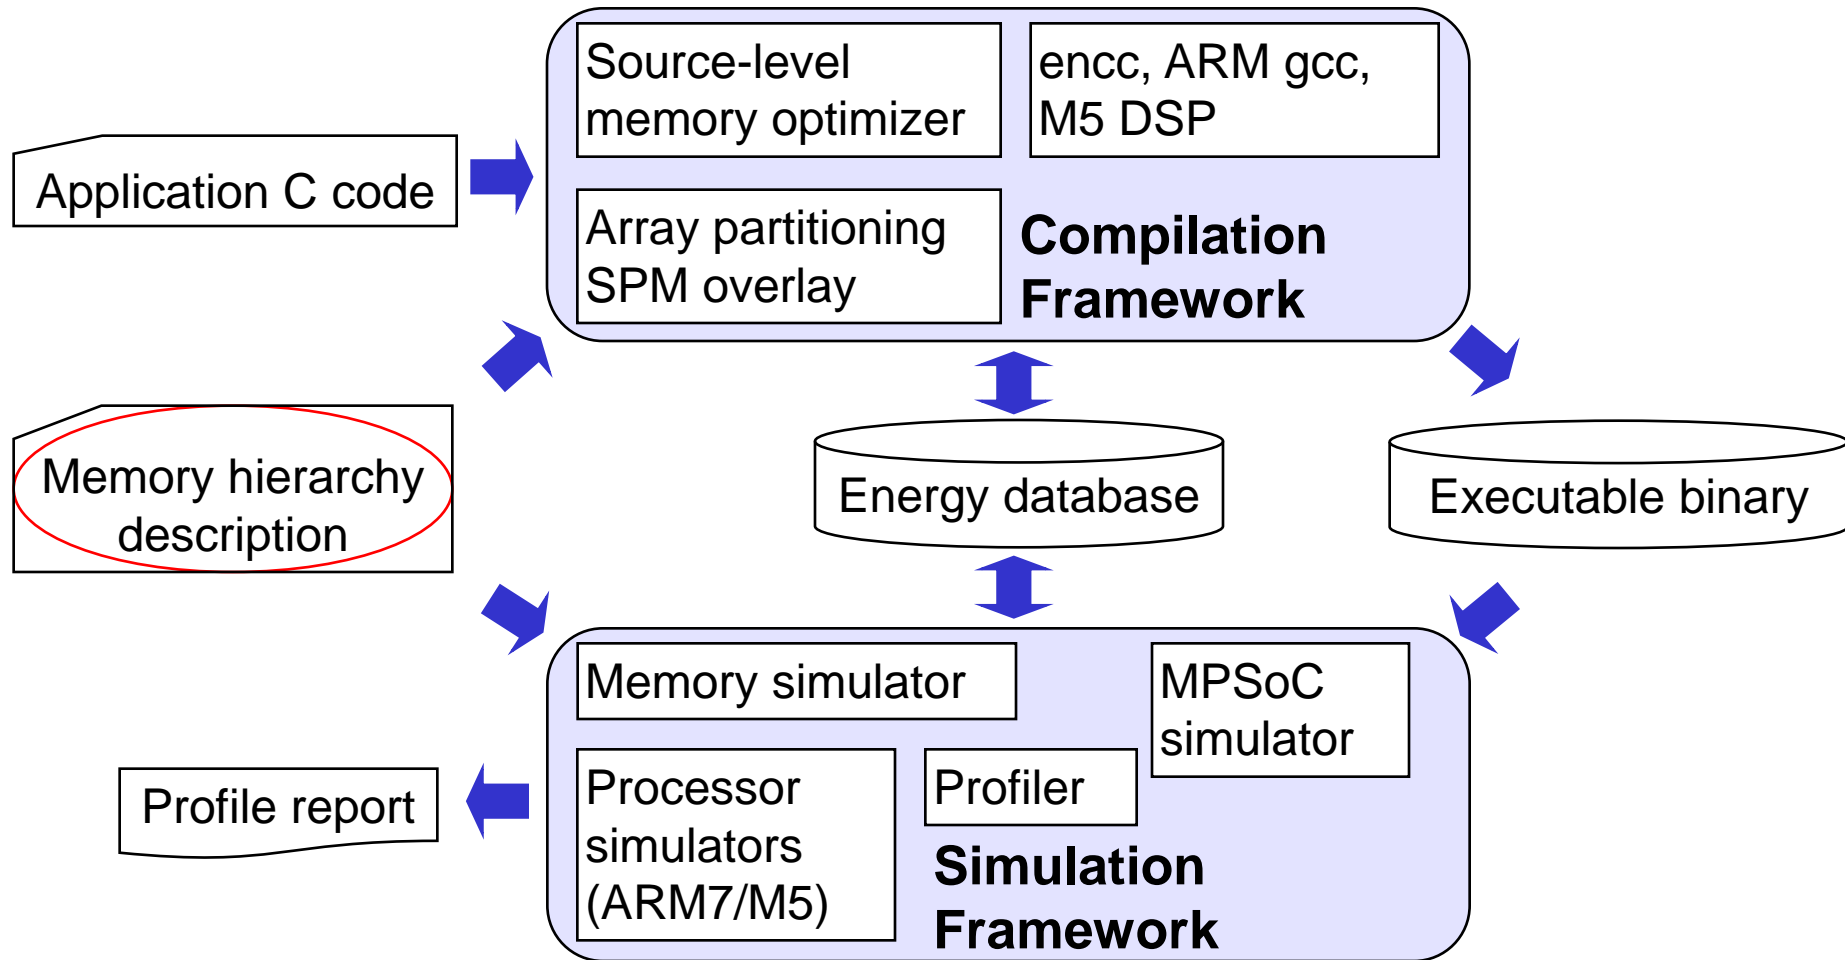 Source-level
memory optimizer
encc, ARM gcc,
M5 DSP
Application C code
Array partitioning
SPM overlay
Compilation
Framework
Memory hierarchy
description
Energy database
Executable binary
Memory simulator
MPSoC
simulator
Profile report
Processor
simulators
(ARM7/M5)
Profiler
Simulation
Framework